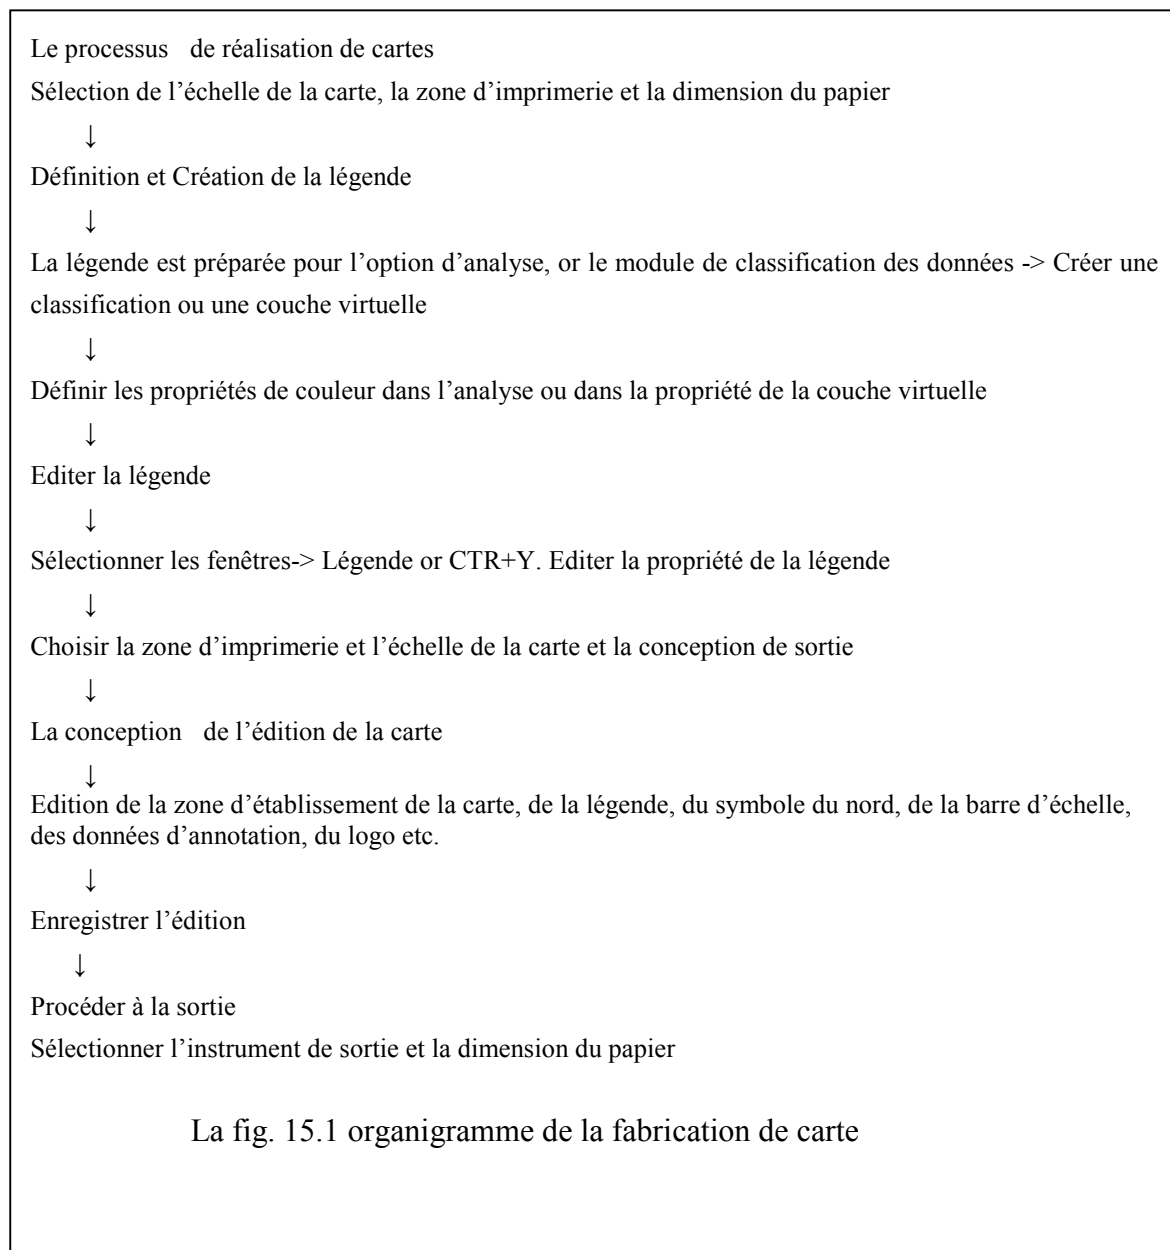 Le processus de réalisation de cartes
Sélection de l’échelle de la carte, la zone d’imprimerie et la dimension du papier
↓
Définition et Création de la légende
↓
La légende est préparée pour l’option d’analyse, or le module de classification des données -> Créer une
classification ou une couche virtuelle
↓
Définir les propriétés de couleur dans l’analyse ou dans la propriété de la couche virtuelle
↓
Editer la légende
↓
Sélectionner les fenêtres-> Légende or CTR+Y. Editer la propriété de la légende
↓
Choisir la zone d’imprimerie et l’échelle de la carte et la conception de sortie
↓
La conception de l’édition de la carte
↓
Edition de la zone d’établissement de la carte, de la légende, du symbole du nord, de la barre d’échelle,
des données d’annotation, du logo etc.
↓
Enregistrer l’édition
↓
Procéder à la sortie
Sélectionner l’instrument de sortie et la dimension du papier
La fig. 15.1 organigramme de la fabrication de carte